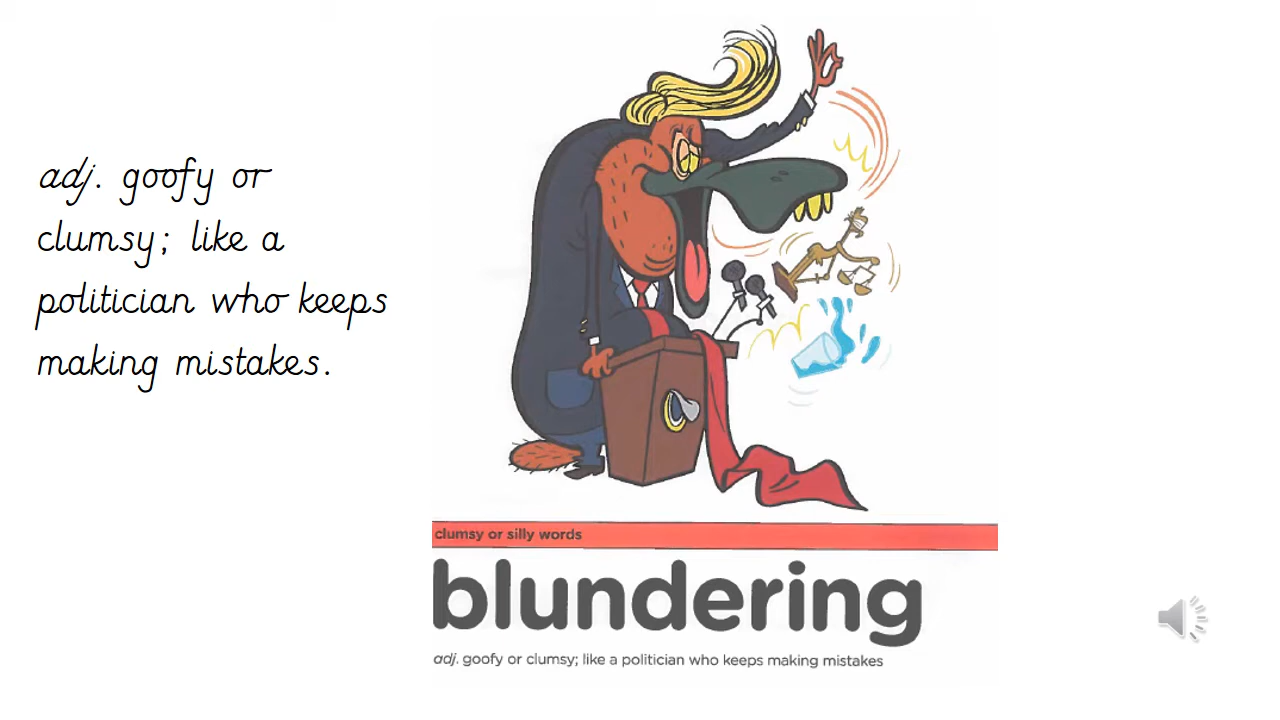 adj. goofy or
clumsy; like a
politician who keeps
making mistakes.
clumsy or silly words
blundering
adj. goofy or clumsy; like a politician who keeps making mistakes